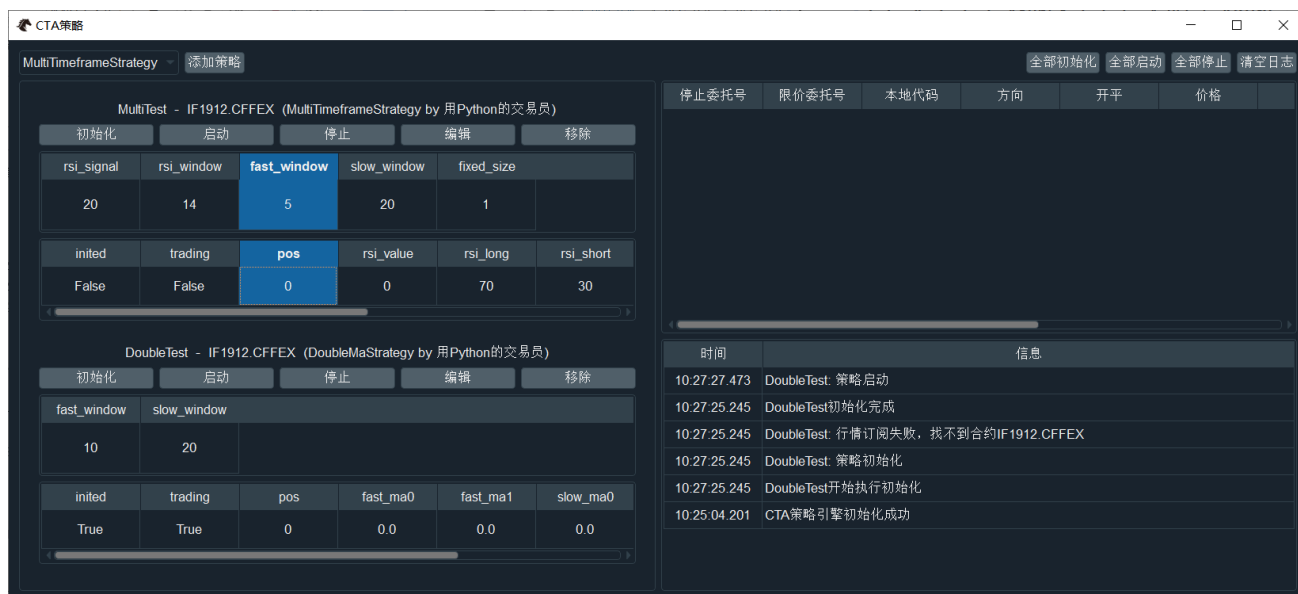 CTA策略
MultiTimeframeStrategy 添加策略 全部初始化 全部启动 全部停止 清空日志
MultiTest - IF1912.CFFEX (MultiTimeframeStrategy by 用Python的交易员)
初始化 启动 停止 编辑 移除
rsi_signal rsi_window fast_window slow_window fixed_size
20 14 5 20 1
inited trading pos rsi_value rsi_long rsi_short
False False 0 0 70 30
DoubleTest - IF1912.CFFEX (DoubleMaStrategy by 用Python的交易员)
初始化 启动 停止 编辑 移除
fast_window slow_window
10 20
inited trading pos fast_ma0 fast_ma1 slow_ma0
True True 0 0.0 0.0 0.0
停止委托号 限价委托号 本地代码 方向 开平 价格
时间 信息
10:27:27.473 DoubleTest: 策略启动
10:27:25.245 DoubleTest初始化完成
10:27:25.245 DoubleTest: 行情订阅失败，找不到合约IF1912.CFFEX
10:27:25.245 DoubleTest: 策略初始化
10:27:25.245 DoubleTest开始执行初始化
10:25:04.201 CTA策略引擎初始化成功